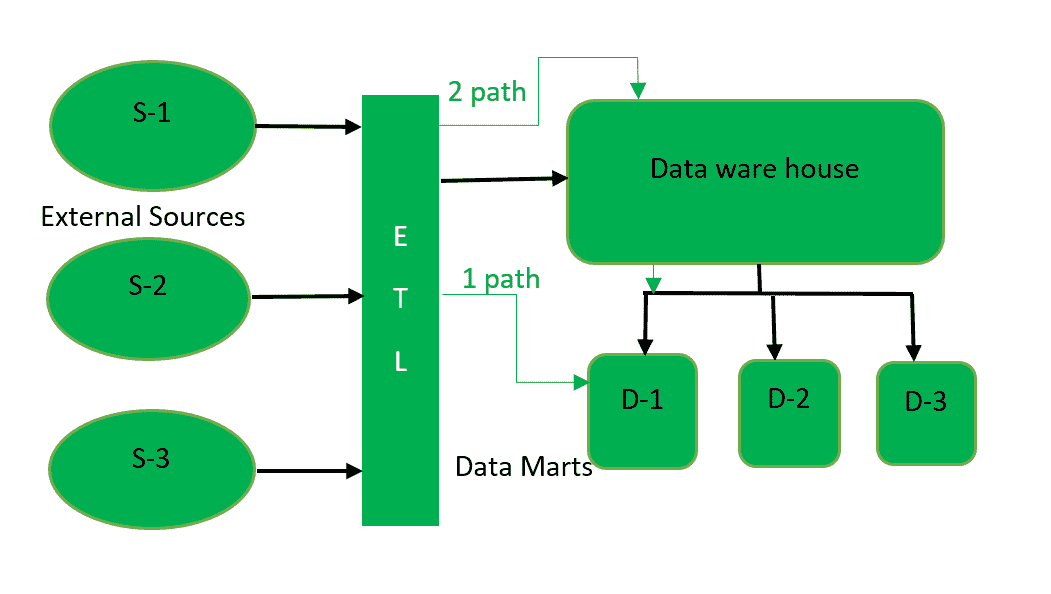 S-1
External Sources
S-2
S-3
E
T
L
2 path
1 path
Data ware house
D-1
D-2
D-3
Data Marts